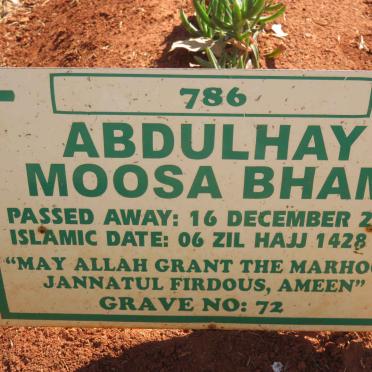 786
ABDULHAY
MOOSA BHAM
PASSED AWAY: 16 DECEMBER 2
ISLAMIC DATE: 06 ZIL HAJJ 1428
"MAY ALLAH GRANT THE MARHOO
JANNATUL FIRDOUS, AMEEN"
GRAVE NO: 72